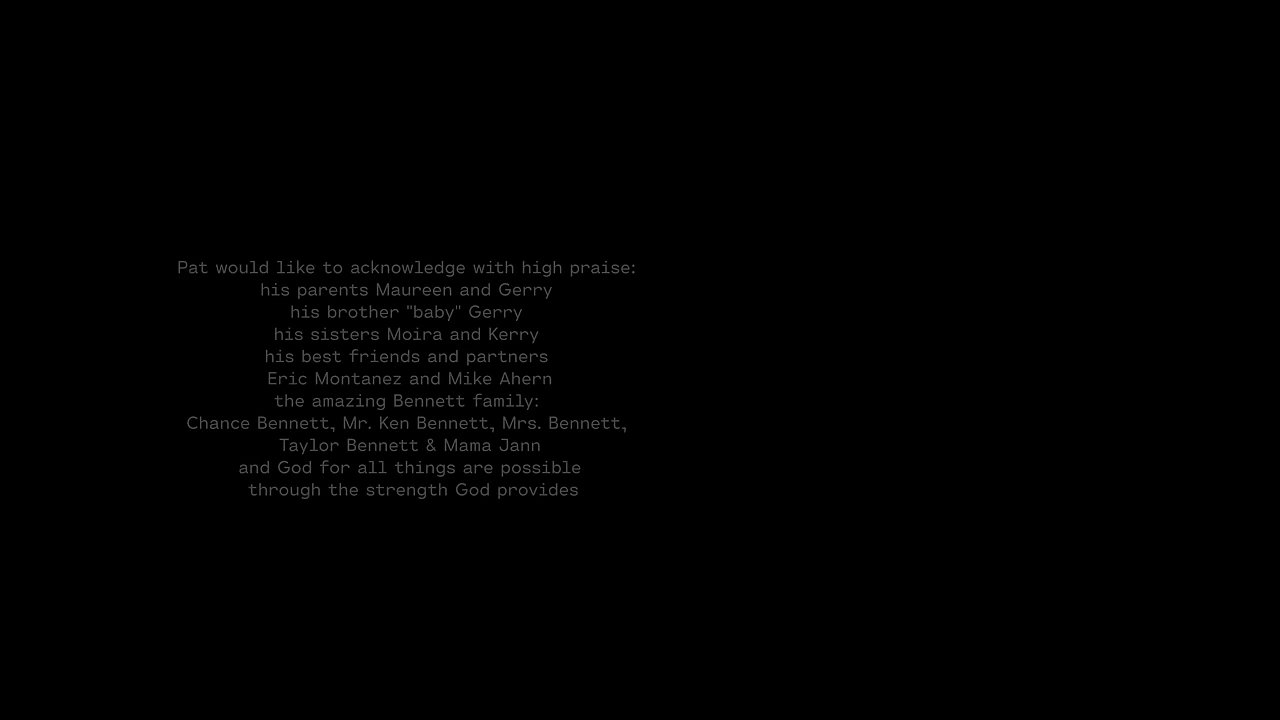 Pat would like to acknowledge with high praise:
his parents Maureen and Gerry
his brother "baby" Gerry
his sisters Moira and Kerry
his best friends and partners
Eric Montanez and Mike Ahern
the amazing Bennett family:
Chance Bennett, Mr. Ken Bennett, Mrs. Bennett,
Taylor Bennett & Mama Jann
and God for all things are possible
through the strength God provides